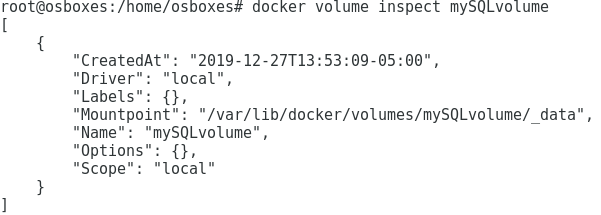 root@osboxes:/home/osboxes# docker volume inspect mySQLvolume
[
    {
        "CreatedAt": "2019-12-27T13:53:09-05:00",
        "Driver": "local",
        "Labels": {},
        "Mountpoint": "/var/lib/docker/volumes/mySQLvolume/_data",
        "Name": "mySQLvolume",
        "Options": {},
        "Scope": "local"
    }
]